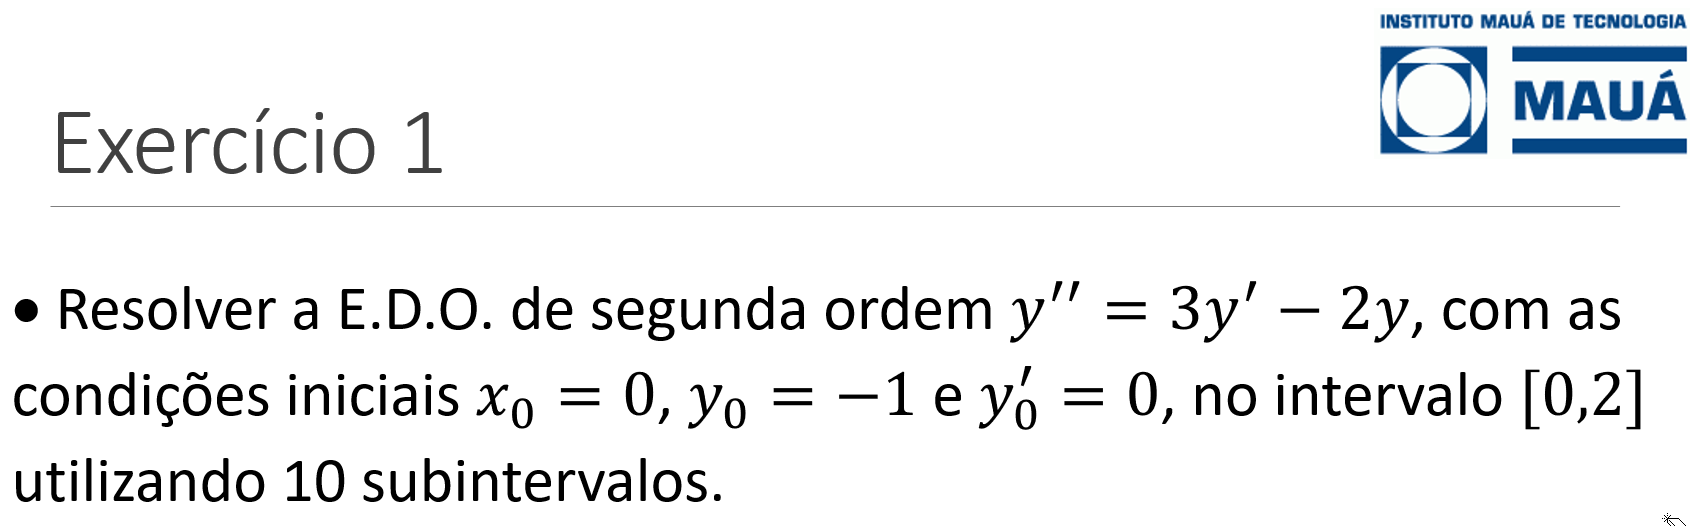 INSTITUTO MAUÁ DE TECNOLOGIA
MAUÁ
Exercício 1
• Resolver a E.D.O. de segunda ordem y′′ = 3y′ − 2y, com as
condições iniciais x₀ = 0, y₀ = −1 e y₀′ = 0, no intervalo [0,2]
utilizando 10 subintervalos.